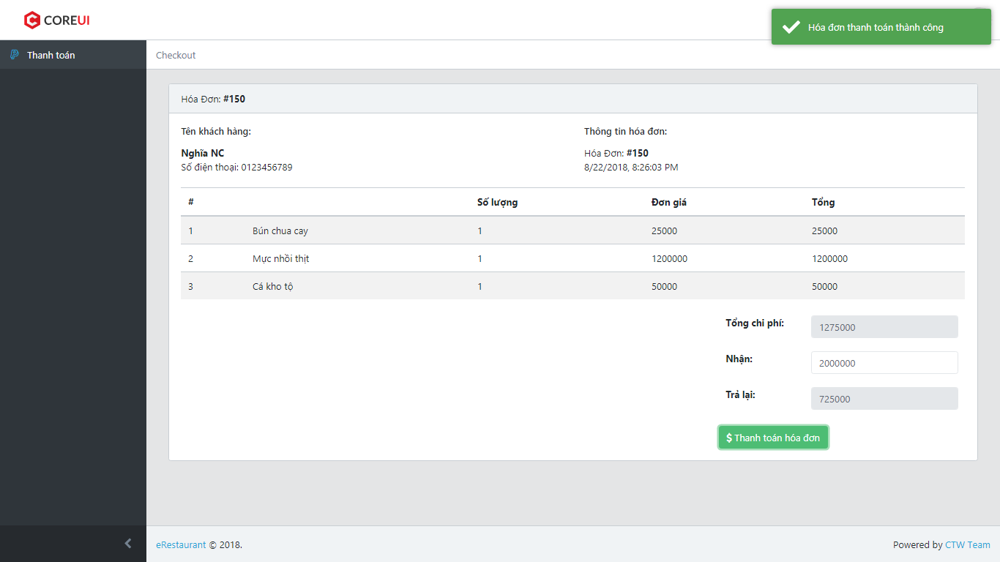 COREUI
Hóa đơn thanh toán thành công
Thanh toán
Checkout
Hóa Đơn: #150
Tên khách hàng:
Thông tin hóa đơn:
Nghĩa NC
Hóa Đơn: #150
Số điện thoại: 0123456789
8/22/2018, 8:26:03 PM
# Số lượng Đơn giá Tổng
1 Bún chua cay 1 25000 25000
2 Mực nhồi thịt 1 1200000 1200000
3 Cá kho tộ 1 50000 50000
Tổng chi phí: 1275000
Nhận: 2000000
Trả lại: 725000
$ Thanh toán hóa đơn
eRestaurant © 2018.
Powered by CTW Team